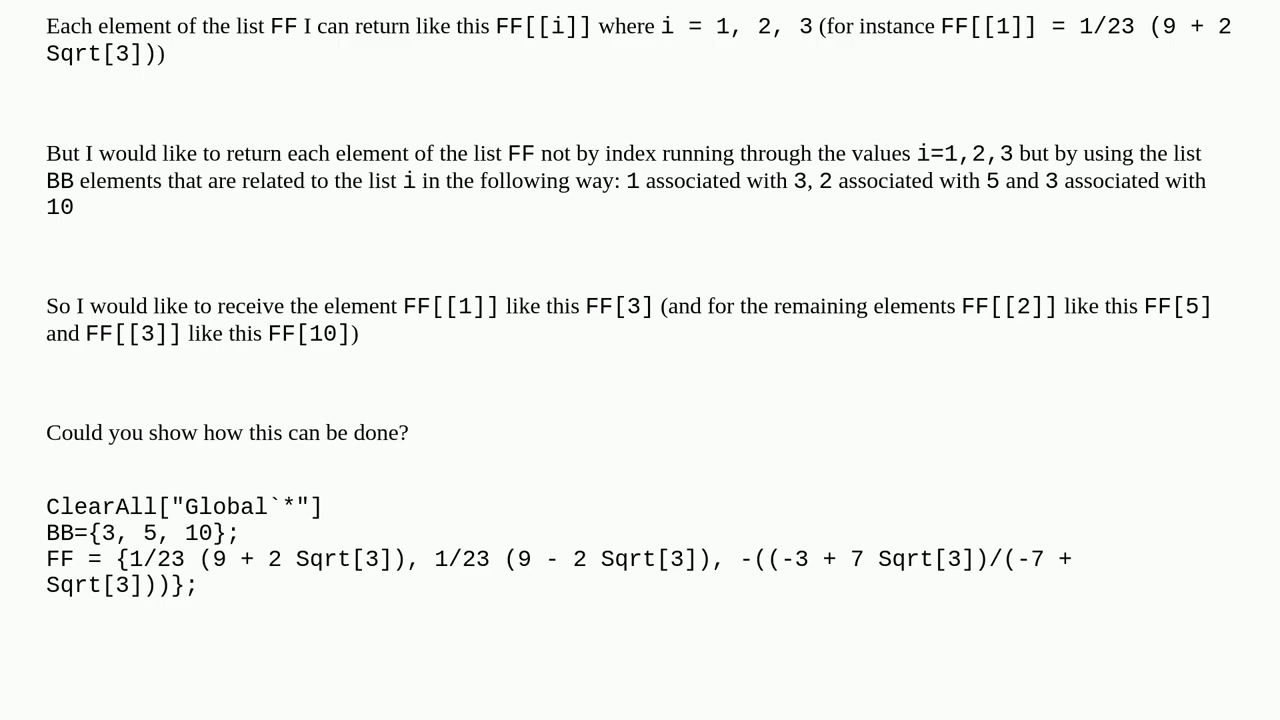 Each element of the list FF I can return like this FF[[i]] where i = 1, 2, 3 (for instance FF[[1]] = 1/23 (9 + 2
Sqrt[3]))
But I would like to return each element of the list FF not by index running through the values i=1,2,3 but by using the list
BB elements that are related to the list i in the following way: 1 associated with 3, 2 associated with 5 and 3 associated with
10
So I would like to receive the element FF[[1]] like this FF[3] (and for the remaining elements FF[[2]] like this FF[5]
and FF[[3]] like this FF[10])
Could you show how this can be done?
ClearAll["Global`*"]
BB={3, 5, 10};
FF = {1/23 (9 + 2 Sqrt[3]), 1/23 (9 - 2 Sqrt[3]), -((-3 + 7 Sqrt[3])/(-7 +
Sqrt[3]))};